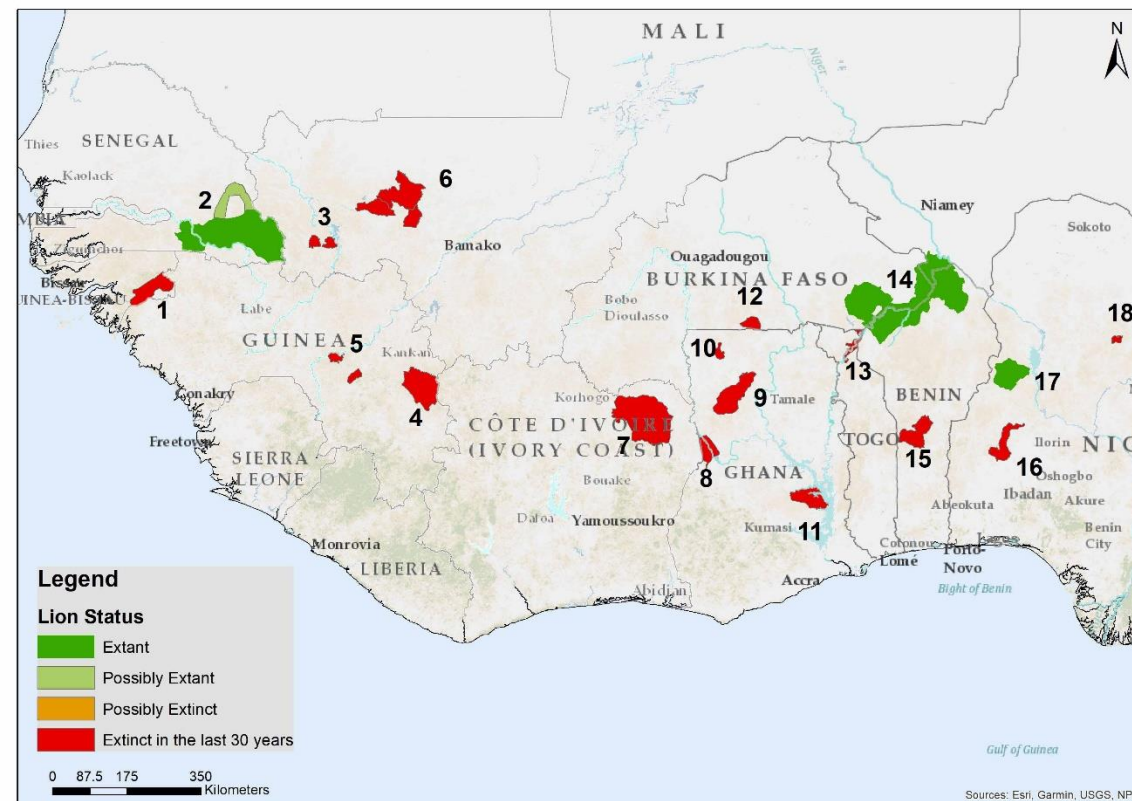 MALI
N
Niger
SENEGAL
Thies
Kaolack
2
6
3
Niamey
Sokoto
Ziguinchor
Bamako
Ouagadougou
BURKINA FASO
14
Bissau
UINEA-BISSAU
1
Labe
Bobo
Dioulasso
12
18
GUINEA
5
Kankan
10
13
17
Conakry
4
Korhogo
9
Tamale
BENIN
Freetown
CÔTE D'IVOIRE
(IVORY COAST)
7
TOGO
15
Ilorin
NIG
SIERRA
LEONE
8
GHANA
16
Oshogbo
Bouake
Ibadan
Abeokuta
Akure
Daloa
Yamoussoukro
Kumasi
11
Benin
City
Monrovia
Cotonou
Lomé
Porto-
Novo
Lagos
LIBERIA
Accra
Abidjan
Bight of Benin
Legend
Lion Status
Extant
Possibly Extant
Possibly Extinct
Extinct in the last 30 years
Gulf of Guinea
0 87.5 175 350
Kilometers
Sources: Esri, Garmin, USGS, NP